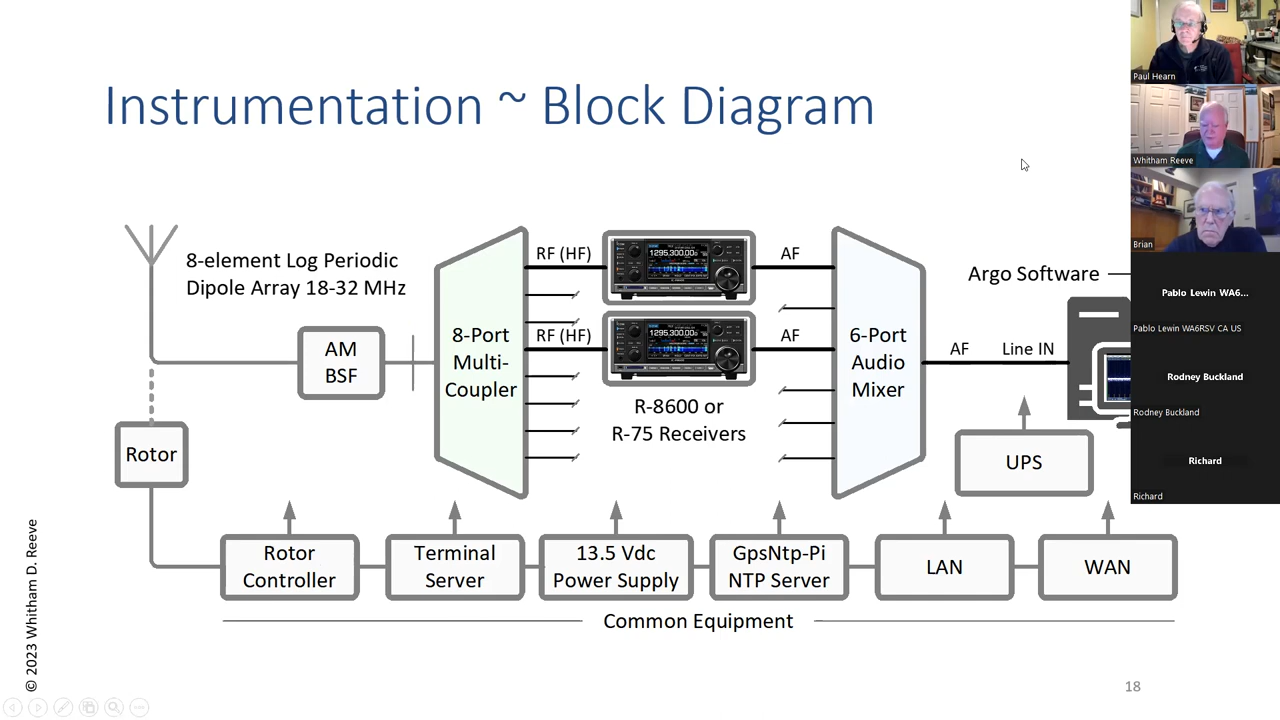 Instrumentation ~ Block Diagram
8-element Log Periodic
Dipole Array 18-32 MHz
AM
BSF
8-Port
Multi-
Coupler
RF (HF)
RF (HF)
1295.300.00
1295.300.00
R-8600 or
R-75 Receivers
AF
AF
6-Port
Audio
Mixer
Argo Software
AF
Line IN
UPS
Rotor
Rotor
Controller
Terminal
Server
13.5 Vdc
Power Supply
GpsNtp-Pi
NTP Server
LAN
WAN
Common Equipment
© 2023 Whitham D. Reeve
18
Paul Hearn
Whitham Reeve
Brian
Pablo Lewin WA6...
Pablo Lewin WA6RSV CA US
Rodney Buckland
Rodney Buckland
Richard
Richard